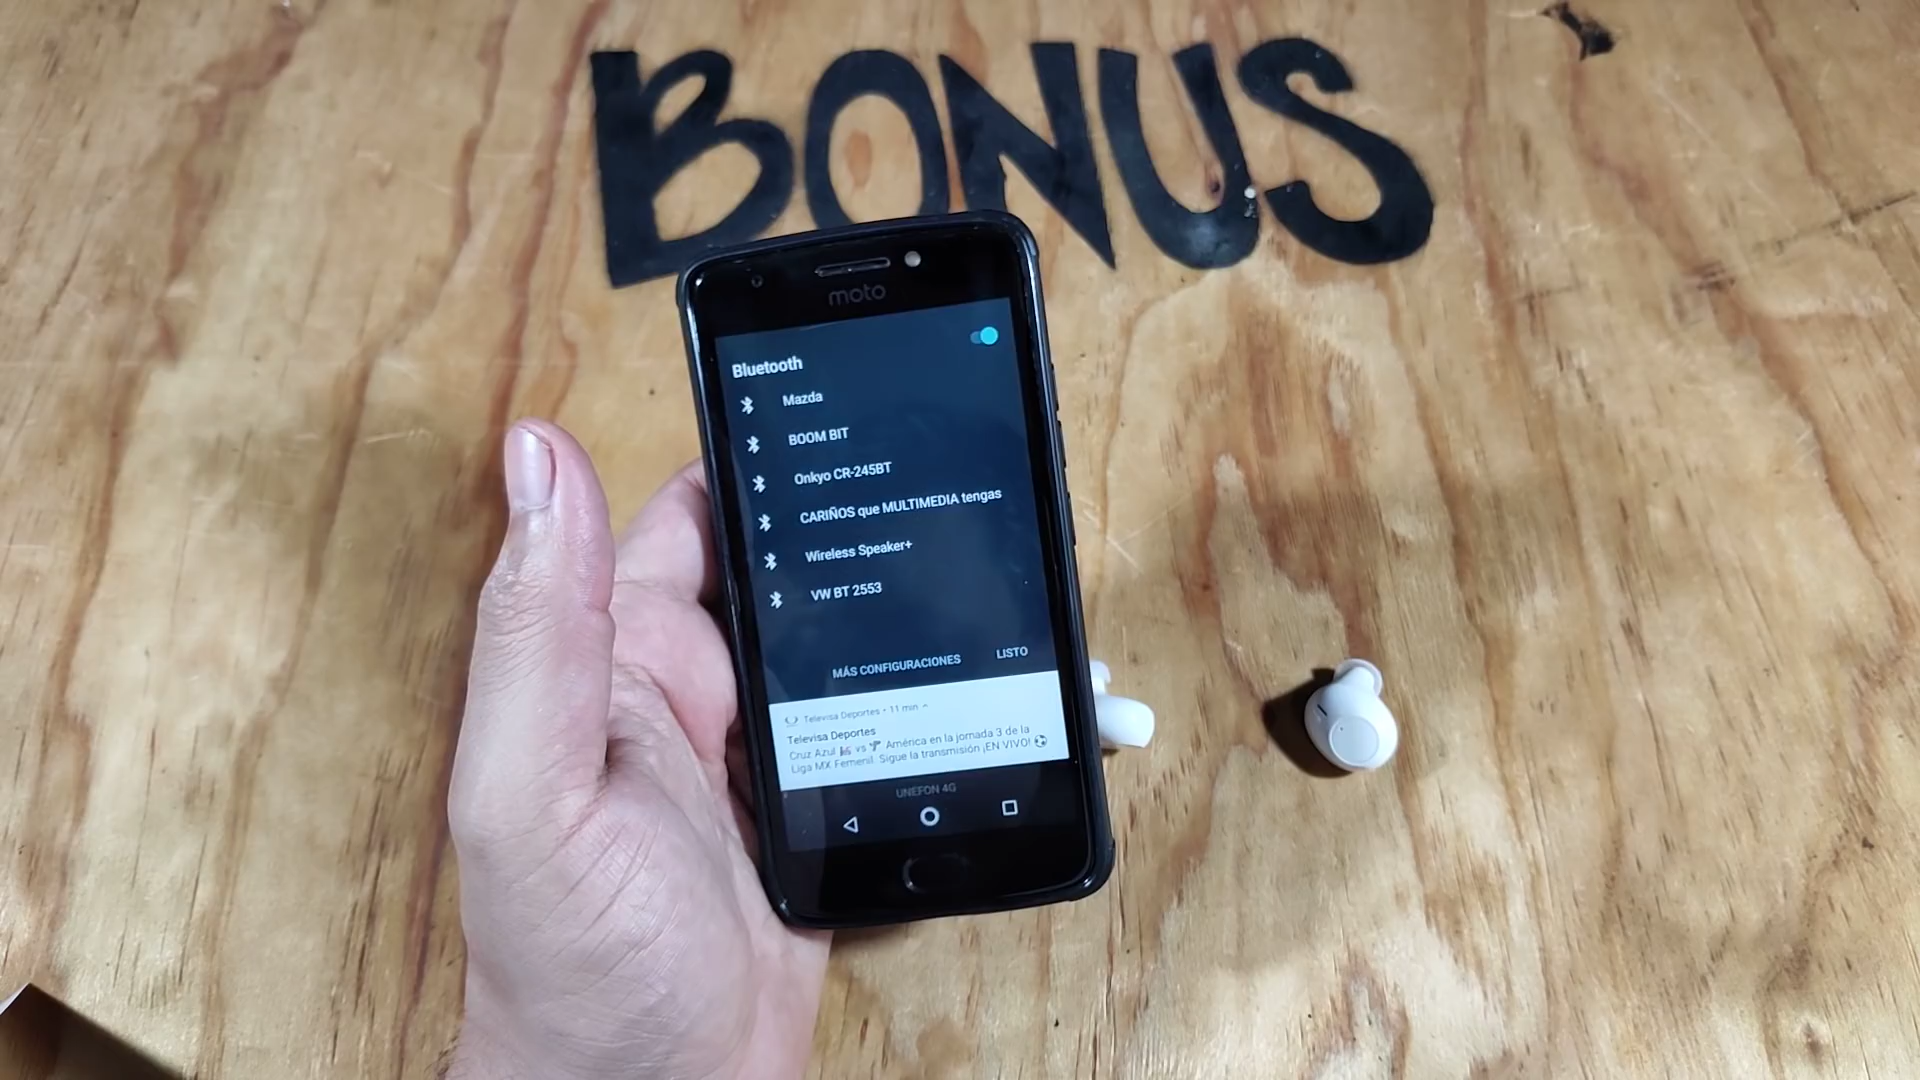 BONUS
moto
Bluetooth
Mazda
BOOM BIT
Onkyo CR-245BT
CARIÑOS que MULTIMEDIA tengas
Wireless Speaker+
VW BT 2553
MÁS CONFIGURACIONES LISTO
Televisa Deportes • 11 min
Televisa Deportes
Cruz Azul 🚂 vs 🦅 América en la jornada 3 de la
Liga MX Femenil. Sigue la transmisión ¡EN VIVO! ⚽
UNEFON 4G